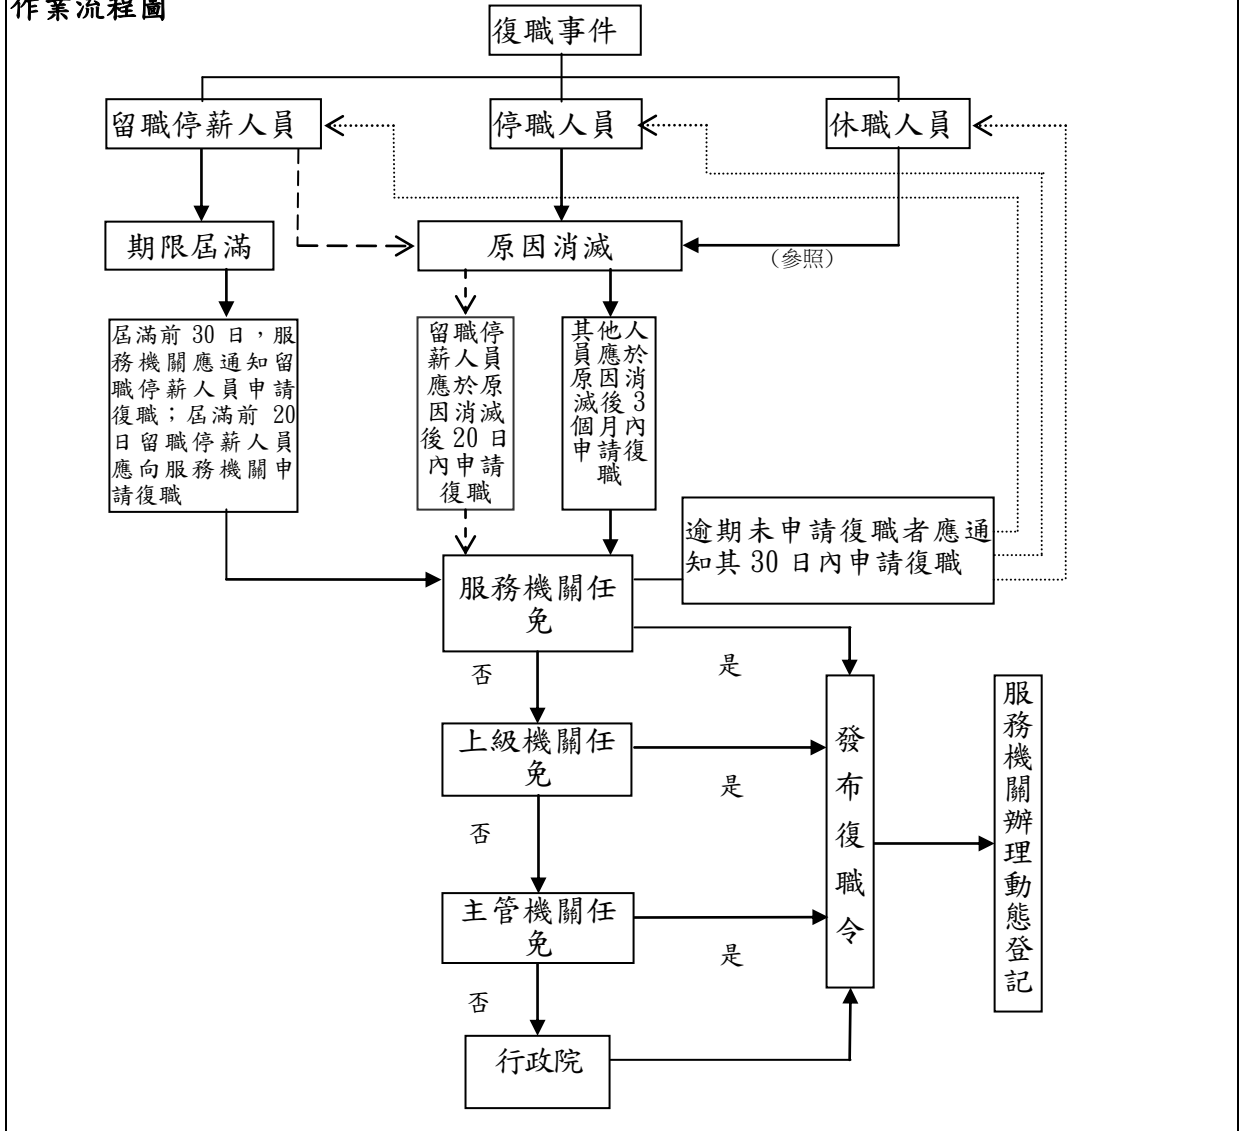 作業流程圖
復職事件
留職停薪人員
停職人員
休職人員
期限屆滿
原因消滅
(參照)
屆滿前 30 日，服
務機關應通知留
職停薪人員申請
復職；屆滿前 20
日留職停薪人員
應向服務機關申
請復職
留職停
薪人員
應於原
因消滅
後 20 日
內申請
復職
其他人
員應於
原因消
滅後 3
個月內
申請復
職
逾期未申請復職者應通
知其 30 日內申請復職
服務機關任
免
否
是
上級機關任
免
是
否
主管機關任
免
是
否
行政院
發布復職令
服務機關辦理動態登記